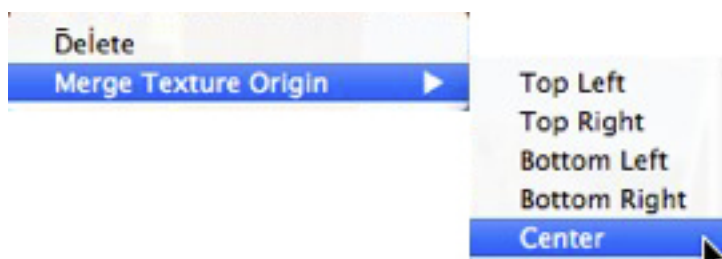 Delete
Merge Texture Origin
Top Left
Top Right
Bottom Left
Bottom Right
Center